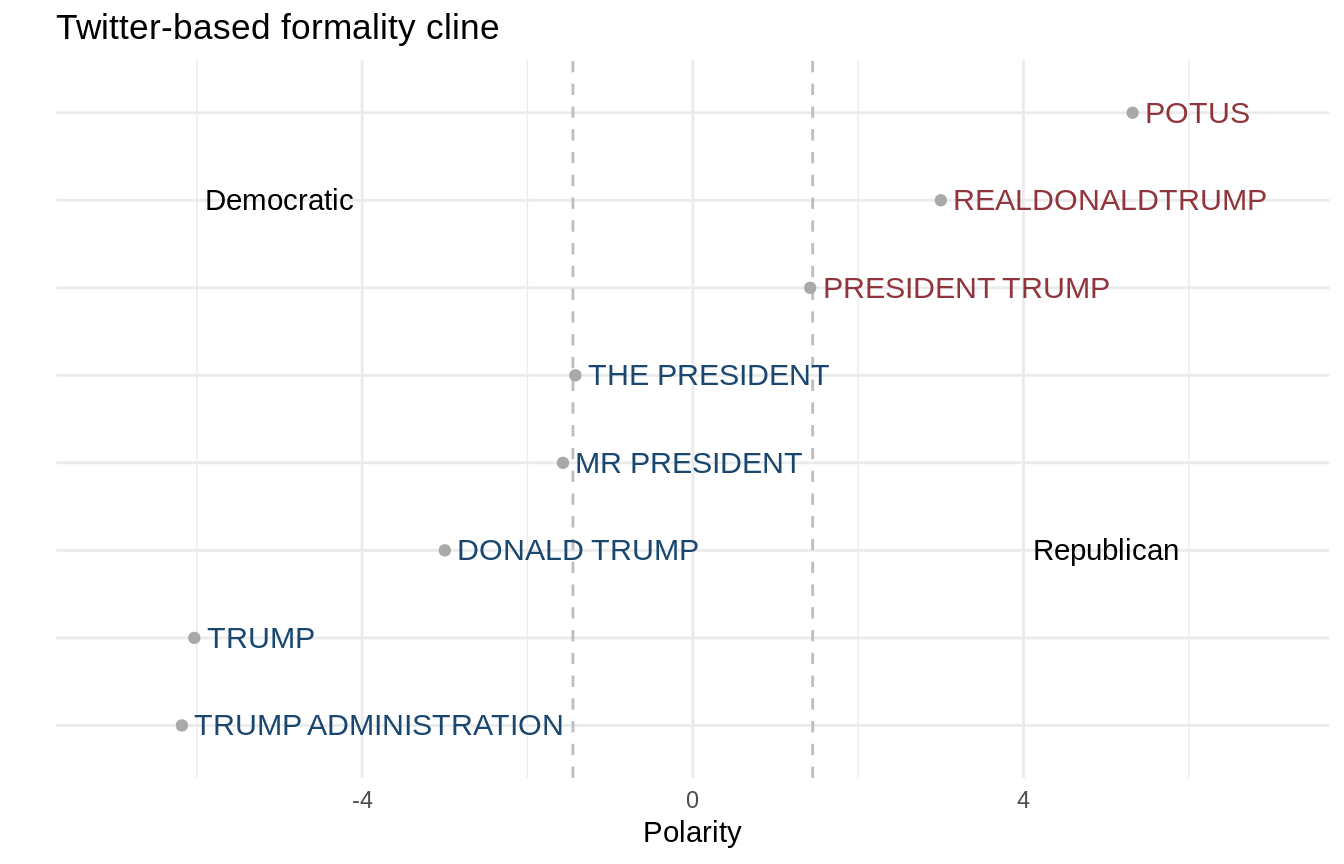 Twitter-based formality cline
POTUS
Democratic
REALDONALDTRUMP
PRESIDENT TRUMP
THE PRESIDENT
MR PRESIDENT
DONALD TRUMP
Republican
TRUMP
TRUMP ADMINISTRATION
-4
0
4
Polarity